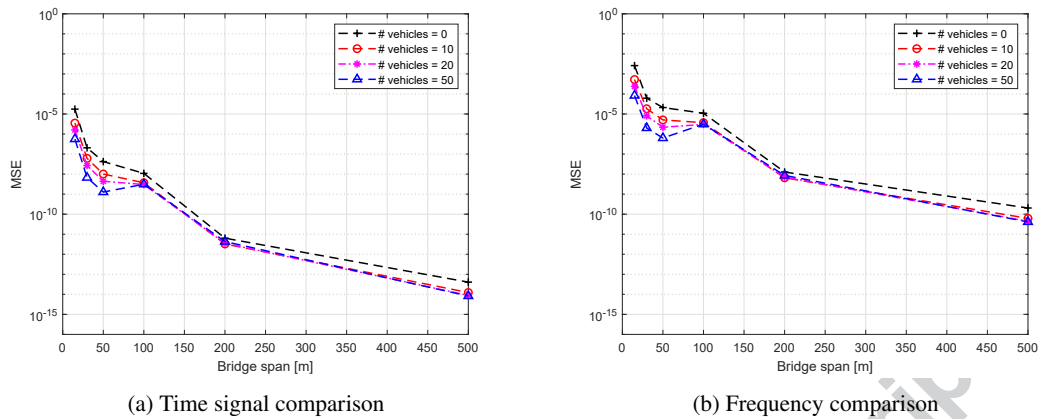 10^0
10^-5
10^-10
10^-15
MSE
0 50 100 150 200 250 300 350 400 450 500
Bridge span [m]
# vehicles = 0
# vehicles = 10
# vehicles = 20
# vehicles = 50
(a) Time signal comparison
10^0
10^-5
10^-10
10^-15
MSE
0 50 100 150 200 250 300 350 400 450 500
Bridge span [m]
# vehicles = 0
# vehicles = 10
# vehicles = 20
# vehicles = 50
(b) Frequency comparison